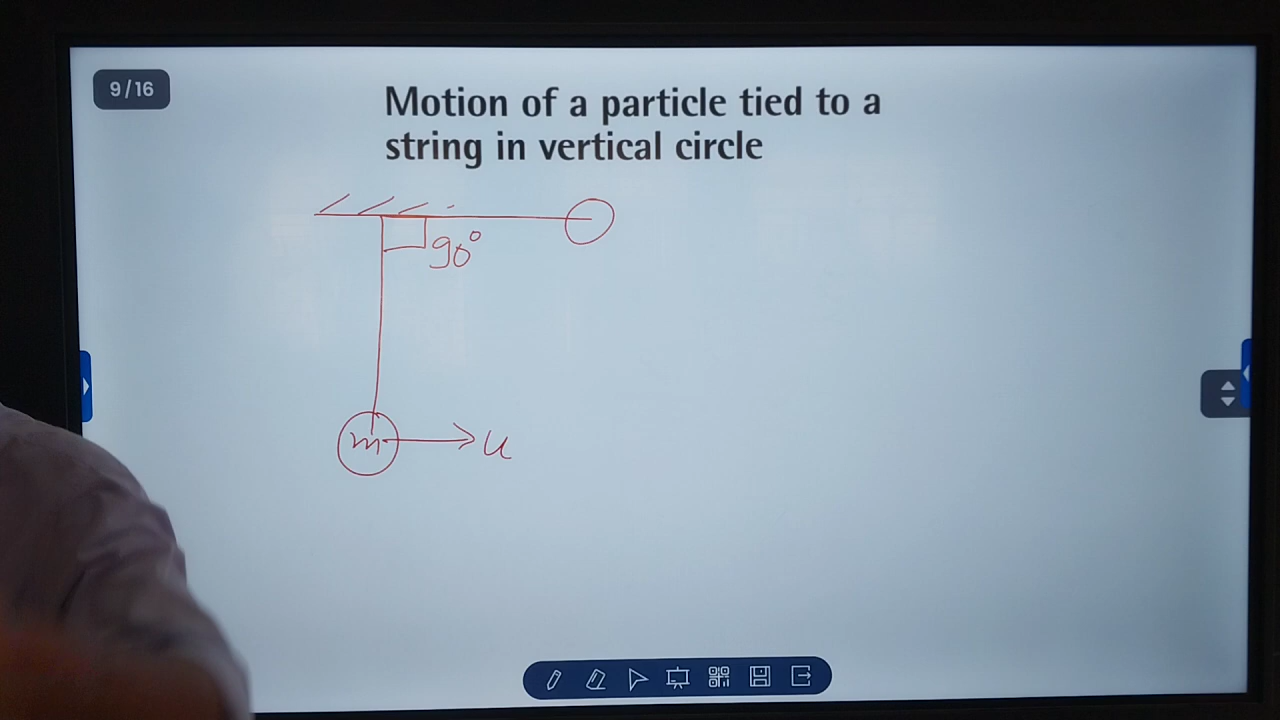 9/16
Motion of a particle tied to a
string in vertical circle
90°
m
u